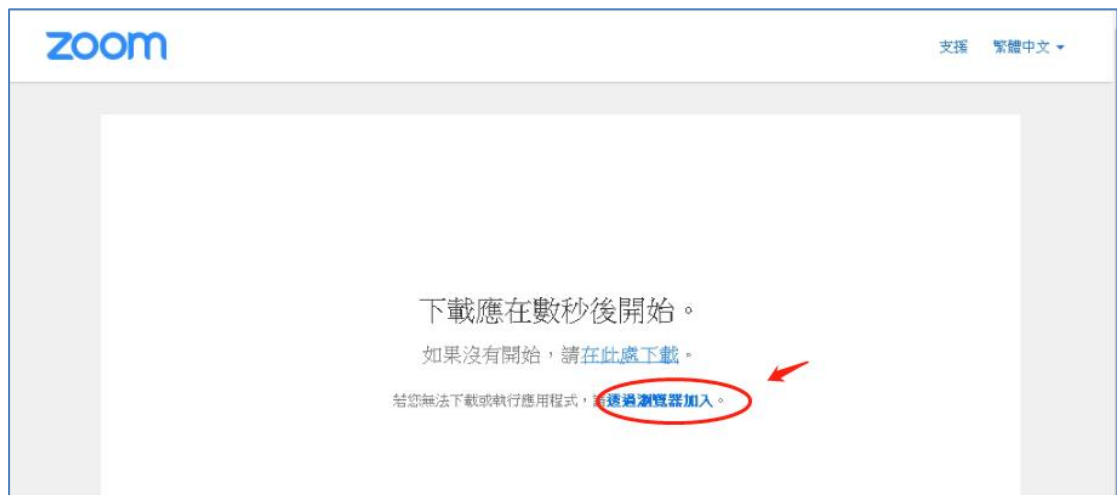 zoom
支援 繁體中文
下載應在數秒後開始。
如果沒有開始，請在此處下載。
若您無法下載或執行應用程式，請透過瀏覽器加入。